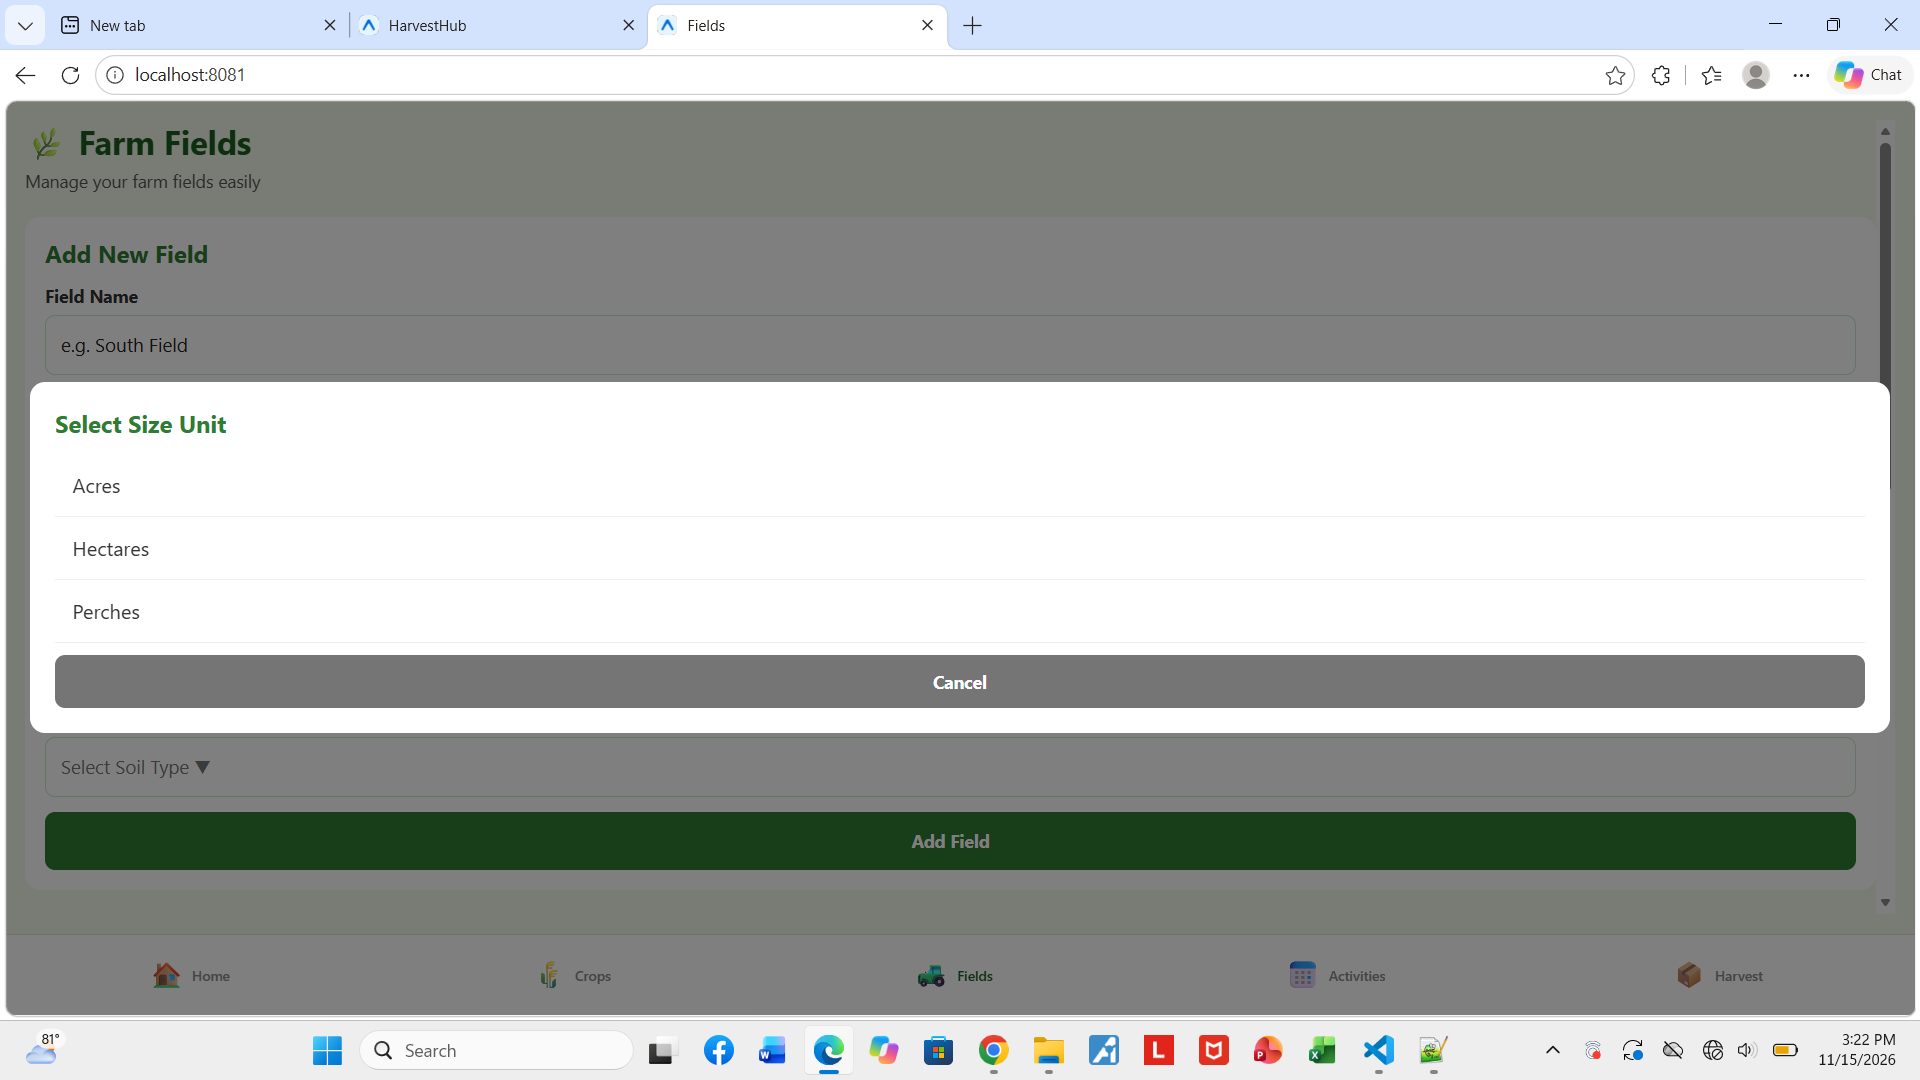 New tab
HarvestHub
Fields
localhost:8081
Chat
Farm Fields
Manage your farm fields easily
Add New Field
Field Name
e.g. South Field
Select Size Unit
Acres
Hectares
Perches
Cancel
Select Soil Type ▼
Add Field
Home
Crops
Fields
Activities
Harvest
81°
Search
3:22 PM
11/15/2026